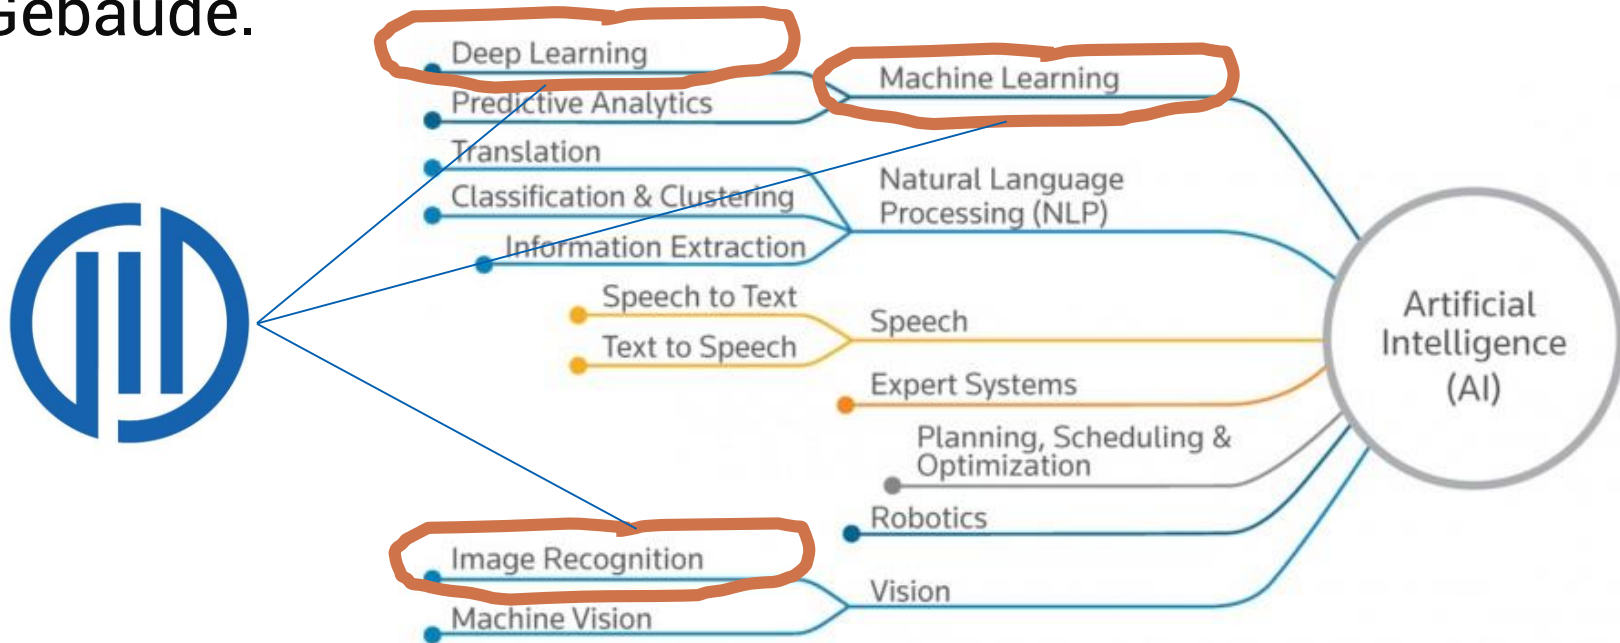 Gebäude.
Deep Learning
Machine Learning
Predictive Analytics
Translation
Natural Language
Processing (NLP)
Classification & Clustering
Information Extraction
Speech to Text
Speech
Text to Speech
Artificial
Intelligence
(AI)
Expert Systems
Planning, Scheduling &
Optimization
Robotics
Image Recognition
Vision
Machine Vision